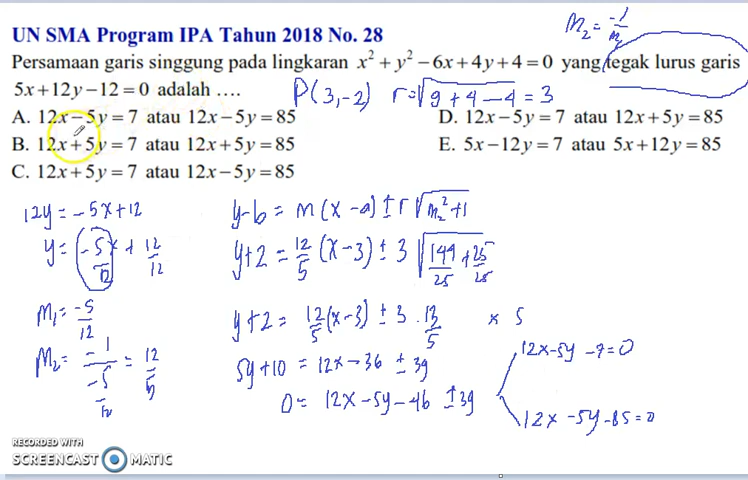 UN SMA Program IPA Tahun 2018 No. 28
M₂ = -1/m₁
Persamaan garis singgung pada lingkaran x² + y² − 6x + 4y + 4 = 0 yang tegak lurus garis
5x + 12y − 12 = 0 adalah ….
P(3,-2) r = √9+4-4 = 3
A. 12x − 5y = 7 atau 12x − 5y = 85
D. 12x − 5y = 7 atau 12x + 5y = 85
B. 12x + 5y = 7 atau 12x + 5y = 85
E. 5x − 12y = 7 atau 5x + 12y = 85
C. 12x + 5y = 7 atau 12x − 5y = 85
12y = -5x + 12
y = -5x/12 + 12/12
M₁ = -5/12
M₂ = -1/(-5/12) = 12/5
y-b = m(x-a) ± r √m₂²+1
y+2 = 12/5 (x-3) ± 3 √144/25 + 25/25
y+2 = 12/5 (x-3) ± 3 · 13/5 x 5
5y+10 = 12x - 36 ± 39
0 = 12x - 5y - 46 ± 39
12x - 5y - 7 = 0
12x - 5y - 85 = 0
RECORDED WITH
SCREENCAST MATIC